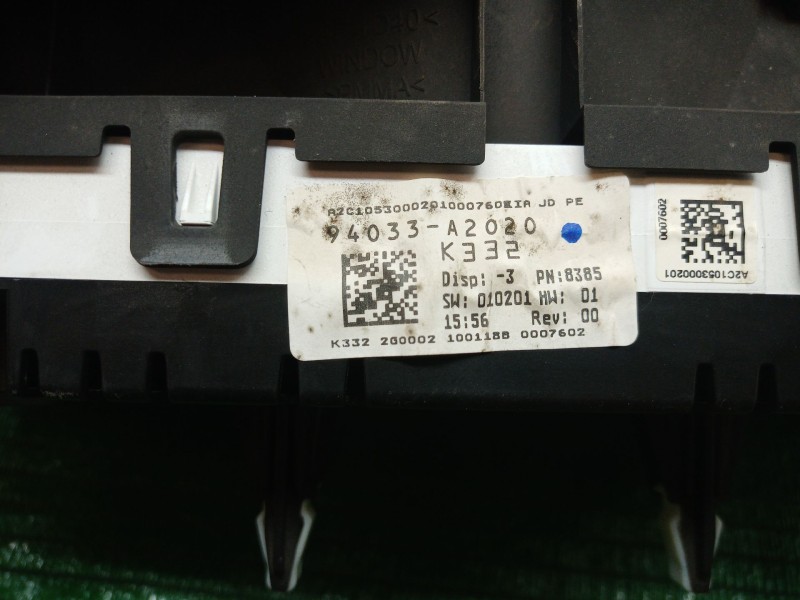 A2C1053000201000760KIA JD PE
94033-A2020
K332
Disp: -3 PN:8385
SW: 010201 HW: 01
15:56 Rev: 00
K332 2G0002 100118B 0007602
0007602
A2C1053000201